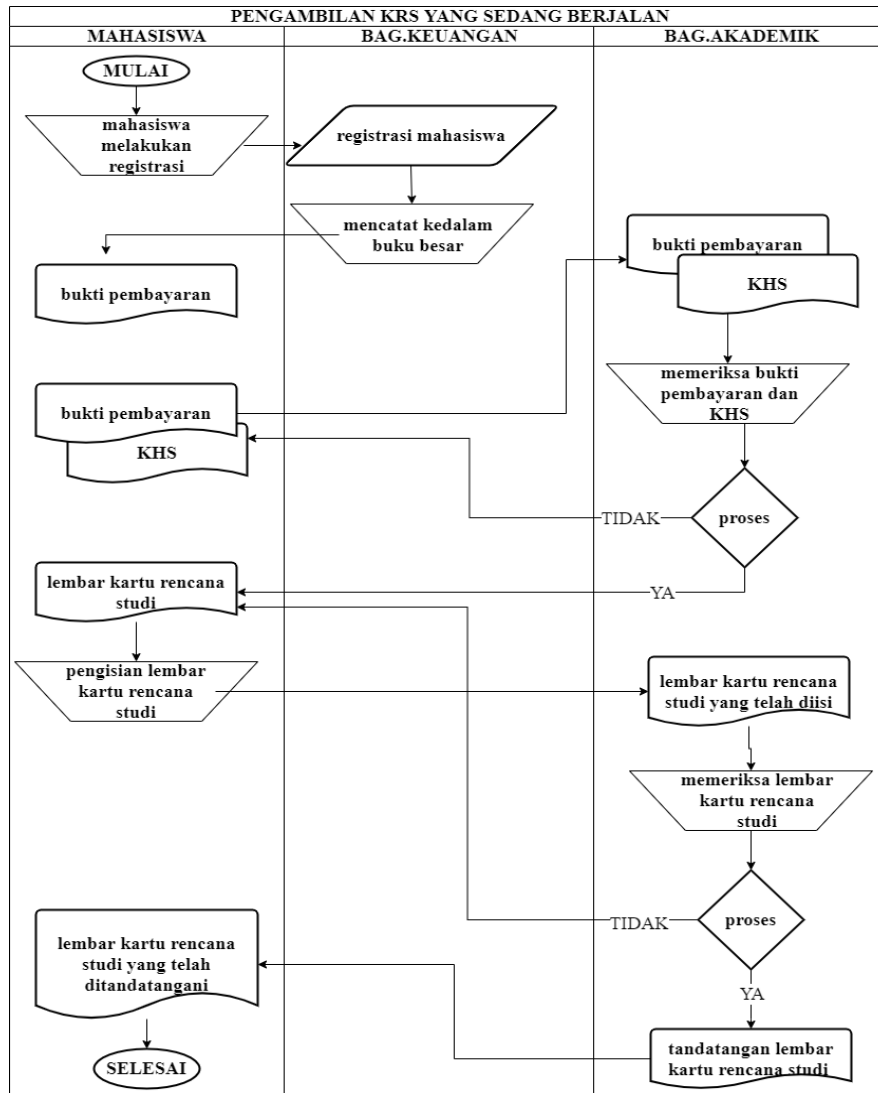 PENGAMBILAN KRS YANG SEDANG BERJALAN
MAHASISWA
BAG.KEUANGAN
BAG.AKADEMIK
MULAI
mahasiswa
melakukan
registrasi
registrasi mahasiswa
mencatat kedalam
buku besar
bukti pembayaran
bukti pembayaran
KHS
memeriksa bukti
pembayaran dan
KHS
bukti pembayaran
KHS
proses
TIDAK
YA
lembar kartu rencana
studi
pengisian lembar
kartu rencana
studi
lembar kartu rencana
studi yang telah diisi
memeriksa lembar
kartu rencana
studi
proses
TIDAK
YA
tandatangan lembar
kartu rencana studi
lembar kartu rencana
studi yang telah
ditandatangani
SELESAI